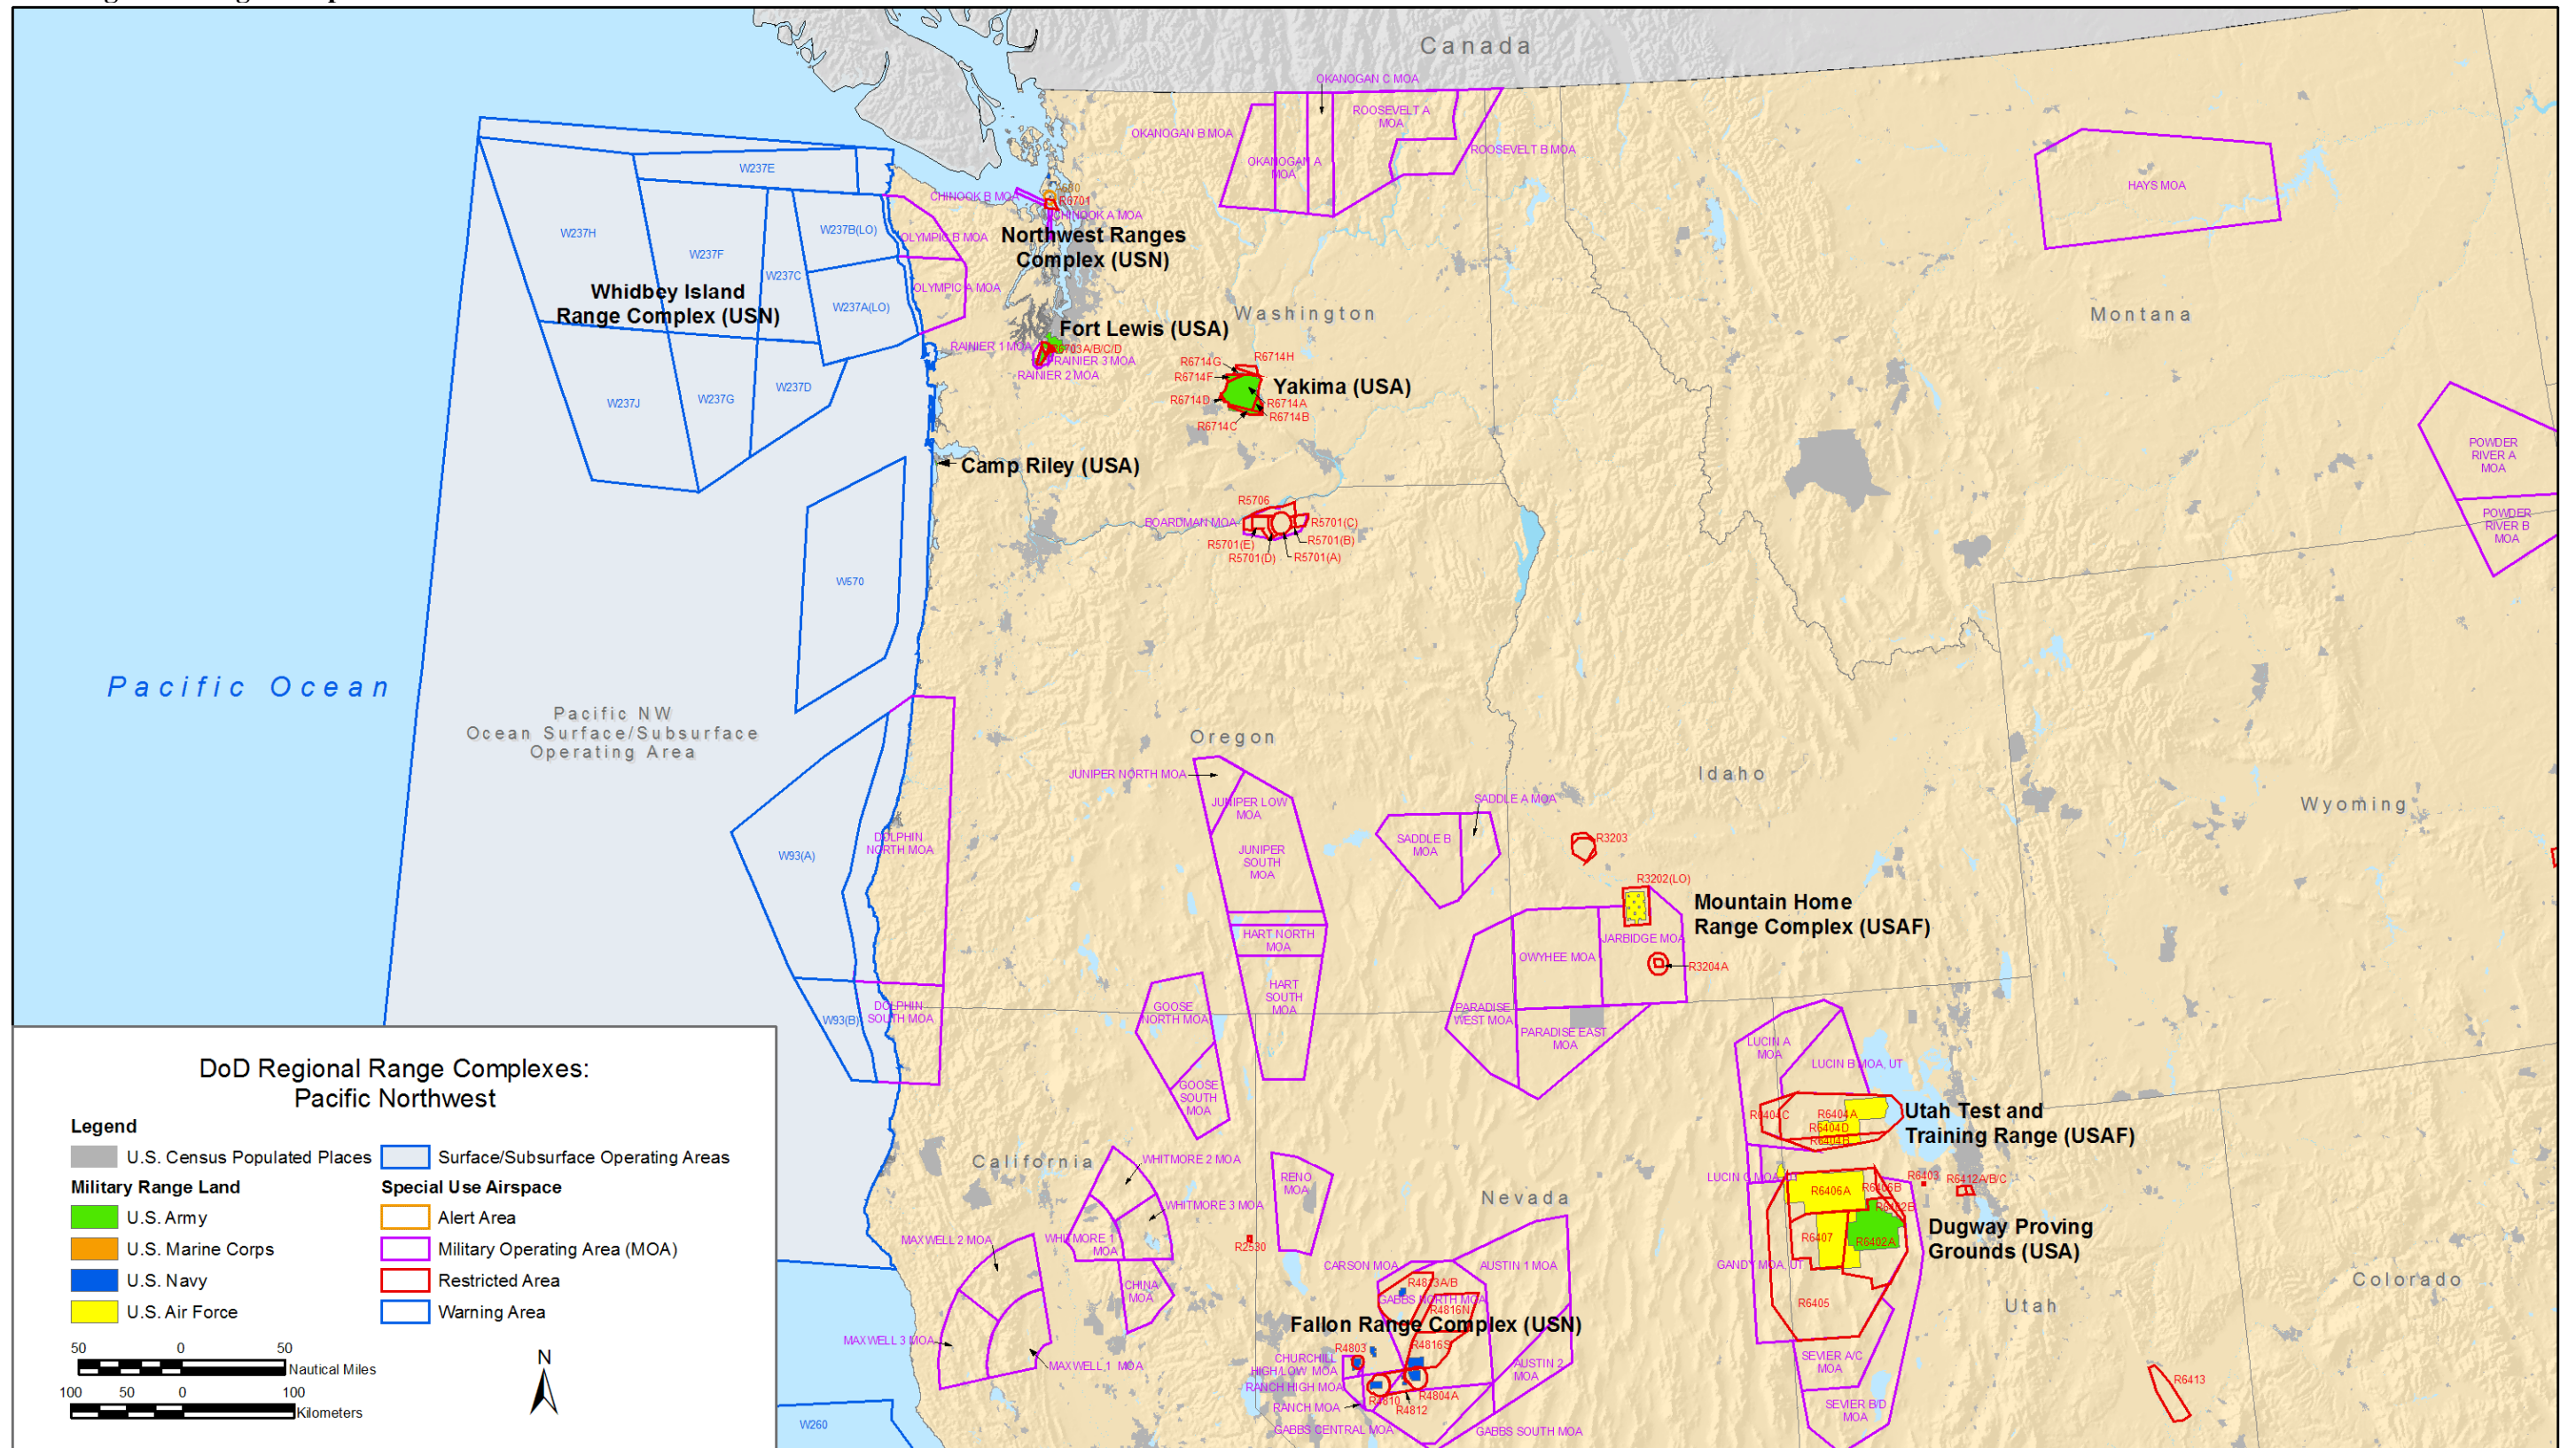 Canada
OKANOGAN C MOA
OKANOGAN B MOA
ROOSEVELT A
MOA
OKANOGAN A
MOA
ROOSEVELT B MOA
HAYS MOA
W237E
W237H
W237F
W237C
W237B(LO)
W237A(LO)
W237J
W237G
W237D
Whidbey Island
Range Complex (USN)
CHINOOK B MOA
R6701
CHINOOK A MOA
OLYMPIC B MOA
OLYMPIC A MOA
Northwest Ranges
Complex (USN)
Washington
Montana
Fort Lewis (USA)
RAINIER 1 MOA
R6703A/B/C/D
RAINIER 3 MOA
RAINIER 2 MOA
R6714G
R6714H
R6714F
R6714D
R6714A
R6714B
R6714C
Yakima (USA)
Camp Riley (USA)
POWDER
RIVER A
MOA
POWDER
RIVER B
MOA
R5706
BOARDMAN MOA
R5701(C)
R5701(B)
R5701(E)
R5701(D)
R5701(A)
W570
Pacific Ocean
Pacific NW
Ocean Surface/Subsurface
Operating Area
Oregon
Idaho
Wyoming
JUNIPER NORTH MOA
JUNIPER LOW
MOA
JUNIPER
SOUTH
MOA
SADDLE A MOA
SADDLE B
MOA
R3203
R3202(LO)
Mountain Home
Range Complex (USAF)
W93(A)
DOLPHIN
NORTH MOA
HART NORTH
MOA
HART
SOUTH
MOA
OWYHEE MOA
JARBIDGE MOA
R3204A
W93(B)
DOLPHIN
SOUTH MOA
GOOSE
NORTH MOA
GOOSE
SOUTH
MOA
PARADISE
WEST MOA
PARADISE EAST
MOA
LUCIN A
MOA
LUCIN B MOA, UT
R6404C
R6404A
R6404D
R6404B
Utah Test and
Training Range (USAF)
California
WHITMORE 2 MOA
WHITMORE 3 MOA
WHITMORE 1
MOA
MAXWELL 2 MOA
CHINA
MOA
MAXWELL 3 MOA
MAXWELL 1 MOA
RENO
MOA
R2530
Nevada
LUCIN C MOA, UT
R6403
R6412A/B/C
R6406A
R6406B
R6402B
R6407
R6402A
Dugway Proving
Grounds (USA)
GANDY MOA, UT
R6405
Utah
Colorado
CARSON MOA
AUSTIN 1 MOA
R4813A/B
GABBS NORTH MOA
R4816N
Fallon Range Complex (USN)
R4803
R4816S
CHURCHILL
HIGH/LOW MOA
AUSTIN 2
MOA
RANCH HIGH MOA
R4810
R4804A
RANCH MOA
R4812
GABBS CENTRAL MOA
GABBS SOUTH MOA
SEVIER A/C
MOA
SEVIER B/D
MOA
R6413
W260
DoD Regional Range Complexes:
Pacific Northwest
Legend
U.S. Census Populated Places
Surface/Subsurface Operating Areas
Military Range Land
Special Use Airspace
U.S. Army
Alert Area
U.S. Marine Corps
Military Operating Area (MOA)
U.S. Navy
Restricted Area
U.S. Air Force
Warning Area
50 0 50
Nautical Miles
100 50 0 100
Kilometers
N